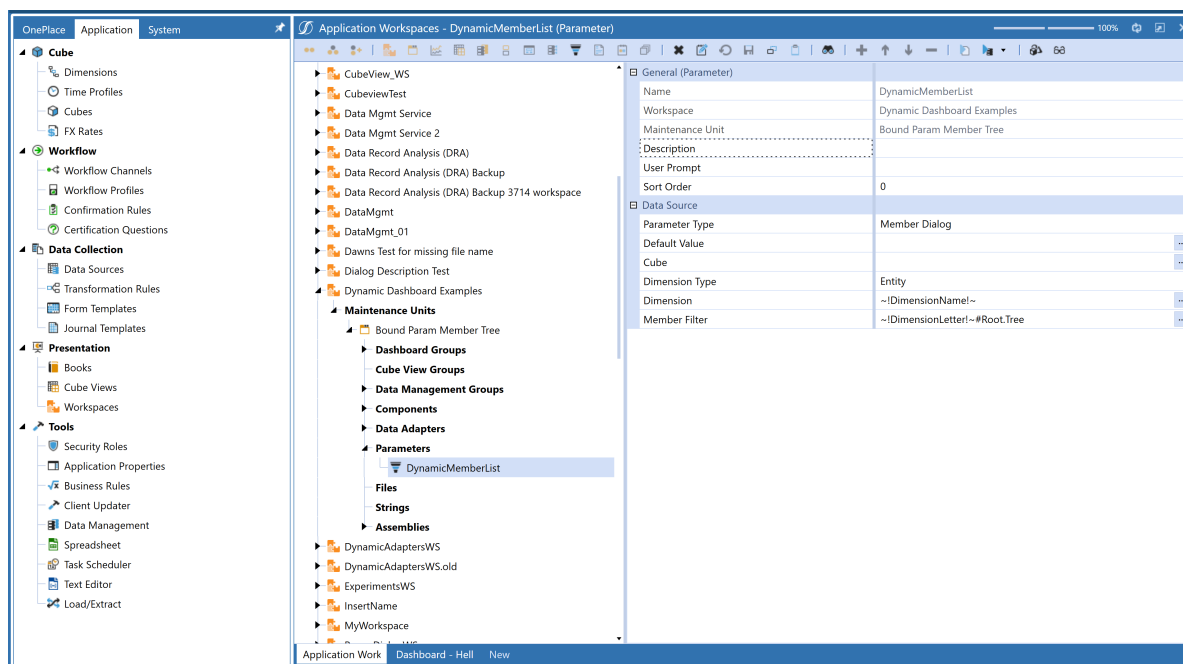 OnePlace Application System
Cube
Dimensions
Time Profiles
Cubes
FX Rates
Workflow
Workflow Channels
Workflow Profiles
Confirmation Rules
Certification Questions
Data Collection
Data Sources
Transformation Rules
Form Templates
Journal Templates
Presentation
Books
Cube Views
Workspaces
Tools
Security Roles
Application Properties
Business Rules
Client Updater
Data Management
Spreadsheet
Task Scheduler
Text Editor
Load/Extract
Application Workspaces - DynamicMemberList (Parameter)
100%
CubeView_WS
CubeviewTest
Data Mgmt Service
Data Mgmt Service 2
Data Record Analysis (DRA)
Data Record Analysis (DRA) Backup
Data Record Analysis (DRA) Backup 3714 workspace
DataMgmt
DataMgmt_01
Dawns Test for missing file name
Dialog Description Test
Dynamic Dashboard Examples
Maintenance Units
Bound Param Member Tree
Dashboard Groups
Cube View Groups
Data Management Groups
Components
Data Adapters
Parameters
DynamicMemberList
Files
Strings
Assemblies
DynamicAdaptersWS
DynamicAdaptersWS.old
ExperimentsWS
InsertName
MyWorkspace
General (Parameter)
Name DynamicMemberList
Workspace Dynamic Dashboard Examples
Maintenance Unit Bound Param Member Tree
Description
User Prompt
Sort Order 0
Data Source
Parameter Type Member Dialog
Default Value
Cube
Dimension Type Entity
Dimension ~!DimensionName!~
Member Filter ~!DimensionLetter!~#Root.Tree
Application Work Dashboard - Hell New